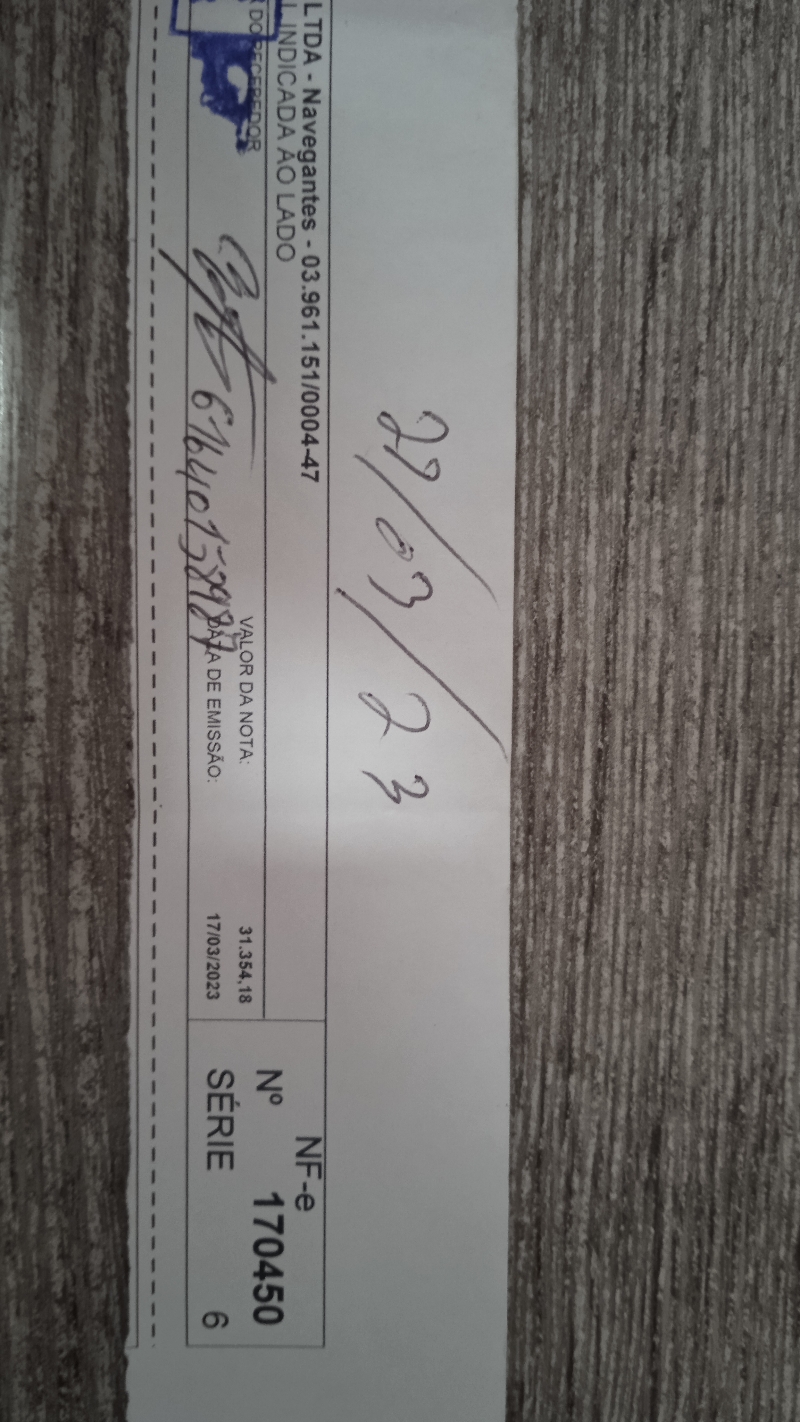 29/03/23
LTDA - Navegantes - 03.961.151/0004-47
INDICADA AO LADO
DO RECEBEDOR
VALOR DA NOTA: 31.354,18
DATA DE EMISSÃO: 17/03/2023
NF-e
Nº 170450
SÉRIE 6